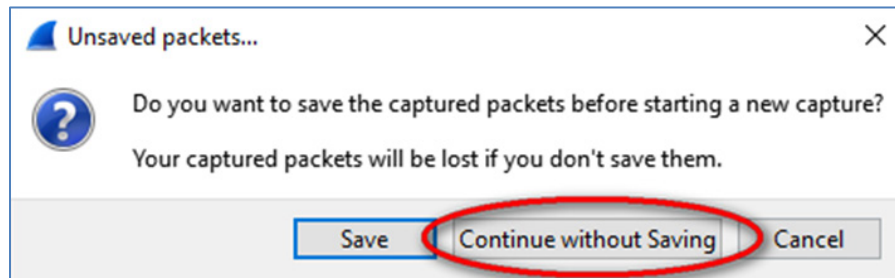 Unsaved packets...
Do you want to save the captured packets before starting a new capture?
Your captured packets will be lost if you don't save them.
Save Continue without Saving Cancel